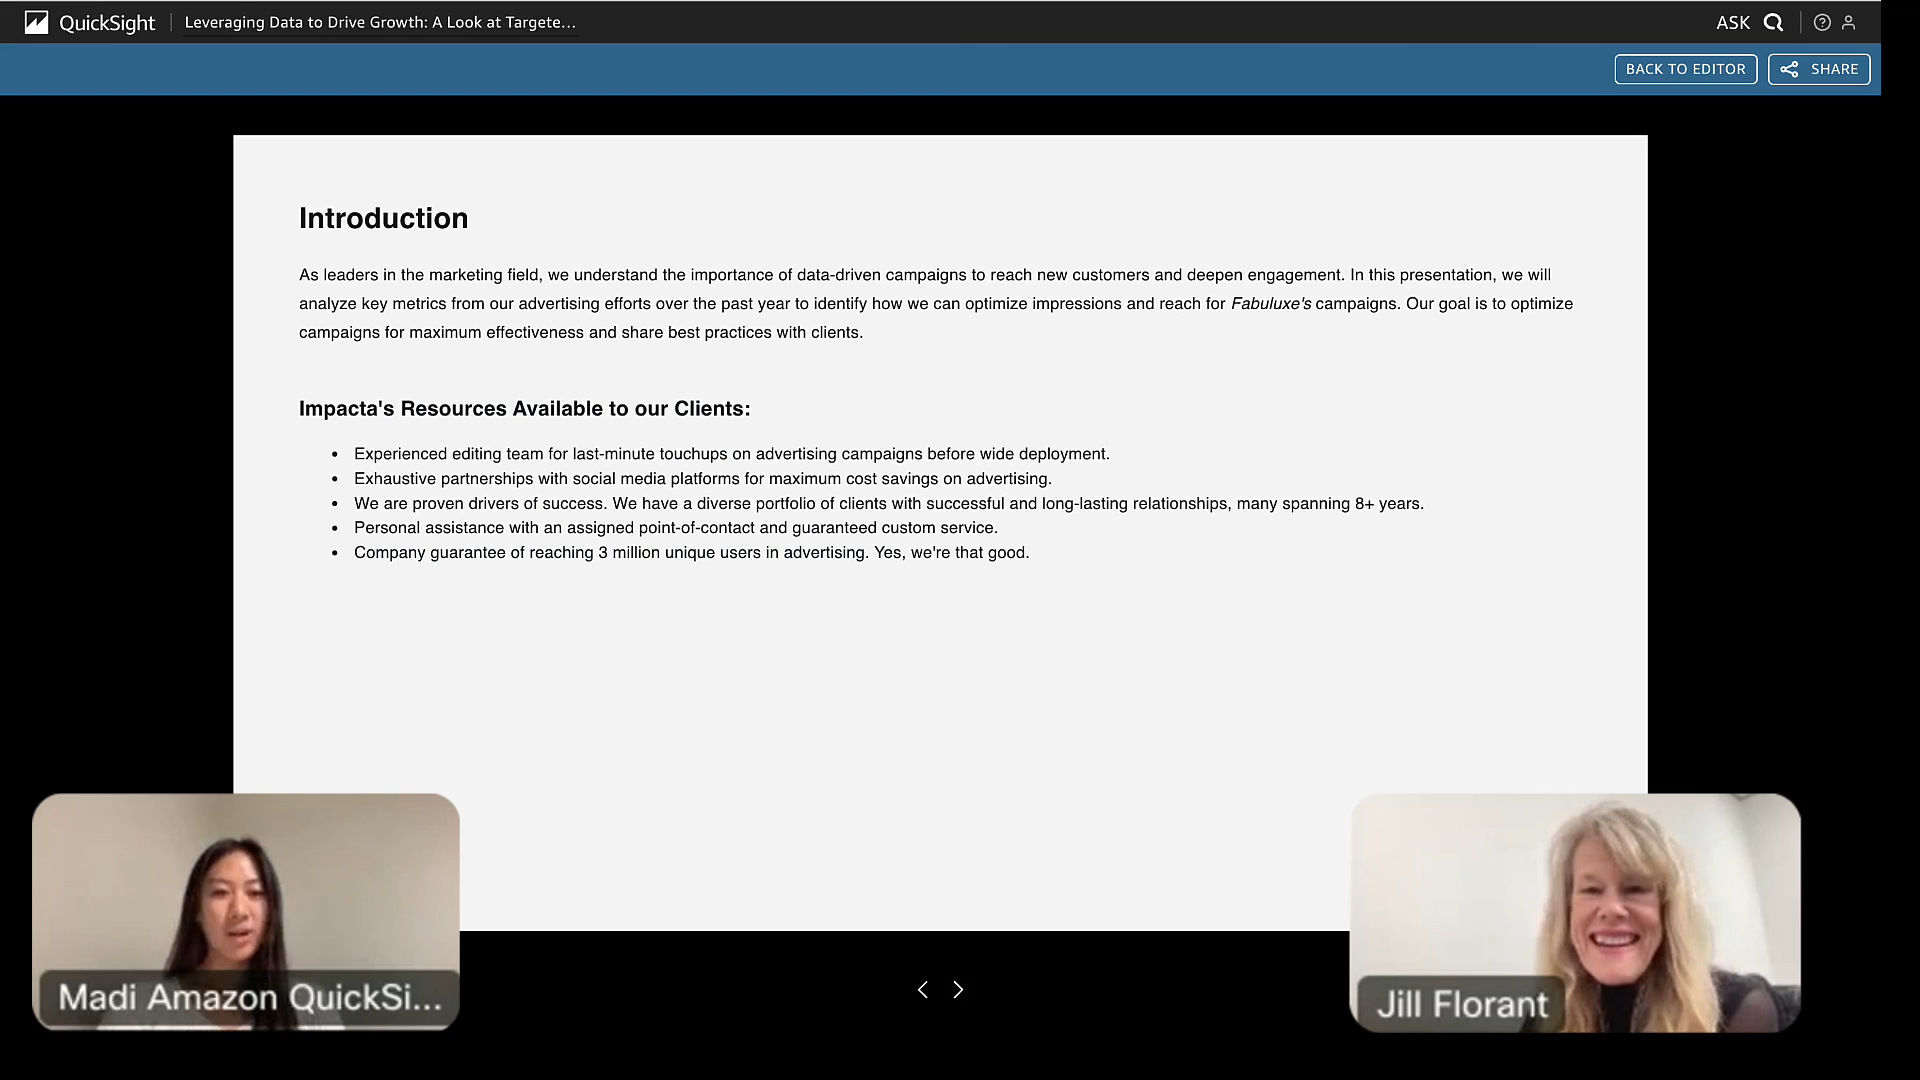 QuickSight
Leveraging Data to Drive Growth: A Look at Targete...
ASK
BACK TO EDITOR
SHARE
Introduction
As leaders in the marketing field, we understand the importance of data-driven campaigns to reach new customers and deepen engagement. In this presentation, we will
analyze key metrics from our advertising efforts over the past year to identify how we can optimize impressions and reach for Fabuluxe's campaigns. Our goal is to optimize
campaigns for maximum effectiveness and share best practices with clients.
Impacta's Resources Available to our Clients:
• Experienced editing team for last-minute touchups on advertising campaigns before wide deployment.
• Exhaustive partnerships with social media platforms for maximum cost savings on advertising.
• We are proven drivers of success. We have a diverse portfolio of clients with successful and long-lasting relationships, many spanning 8+ years.
• Personal assistance with an assigned point-of-contact and guaranteed custom service.
• Company guarantee of reaching 3 million unique users in advertising. Yes, we're that good.
Madi Amazon QuickSi...
Jill Florant